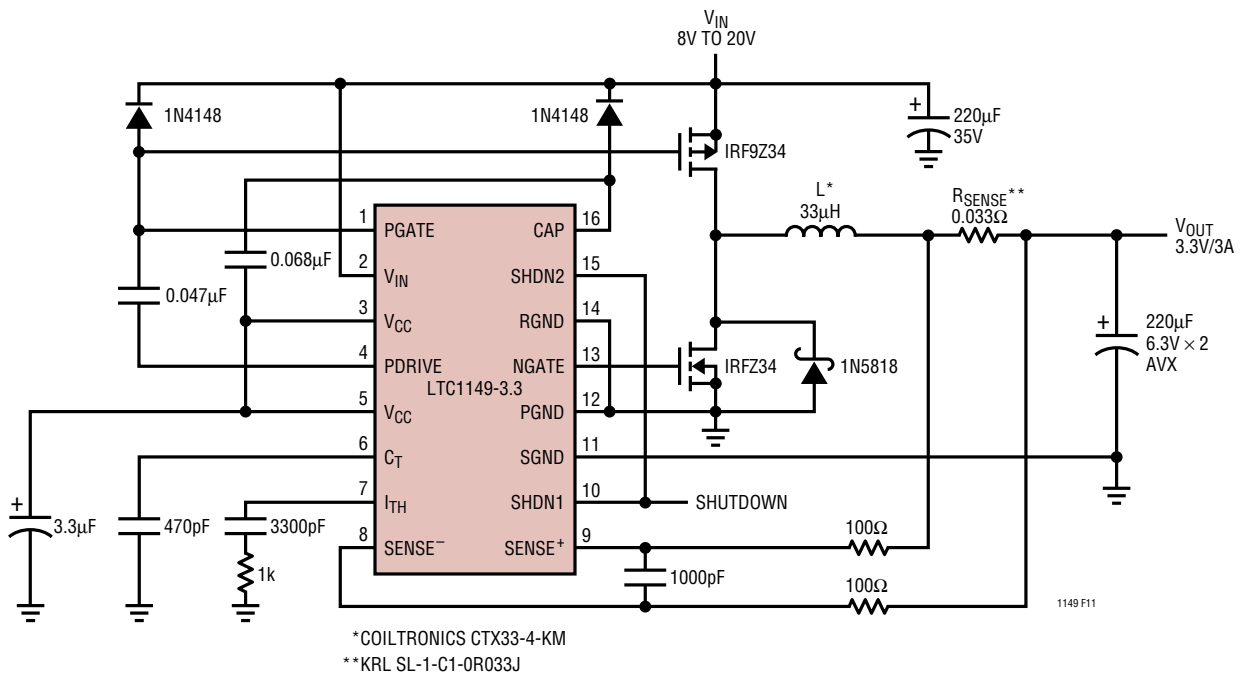 V_IN
8V TO 20V
1N4148
1N4148
+
220µF
35V
IRF9Z34
L*
33µH
R_SENSE**
0.033Ω
V_OUT
3.3V/3A
1 PGATE
CAP 16
0.068µF
2 V_IN
SHDN2 15
0.047µF
3 V_CC
RGND 14
+
220µF
6.3V × 2
AVX
4 PDRIVE
NGATE 13
IRFZ34
1N5818
LTC1149-3.3
5 V_CC
PGND 12
6 C_T
SGND 11
7 I_TH
SHDN1 10
SHUTDOWN
+
3.3µF
470pF
3300pF
8 SENSE⁻
SENSE⁺ 9
100Ω
1k
1000pF
100Ω
1149 F11
*COILTRONICS CTX33-4-KM
**KRL SL-1-C1-0R033J